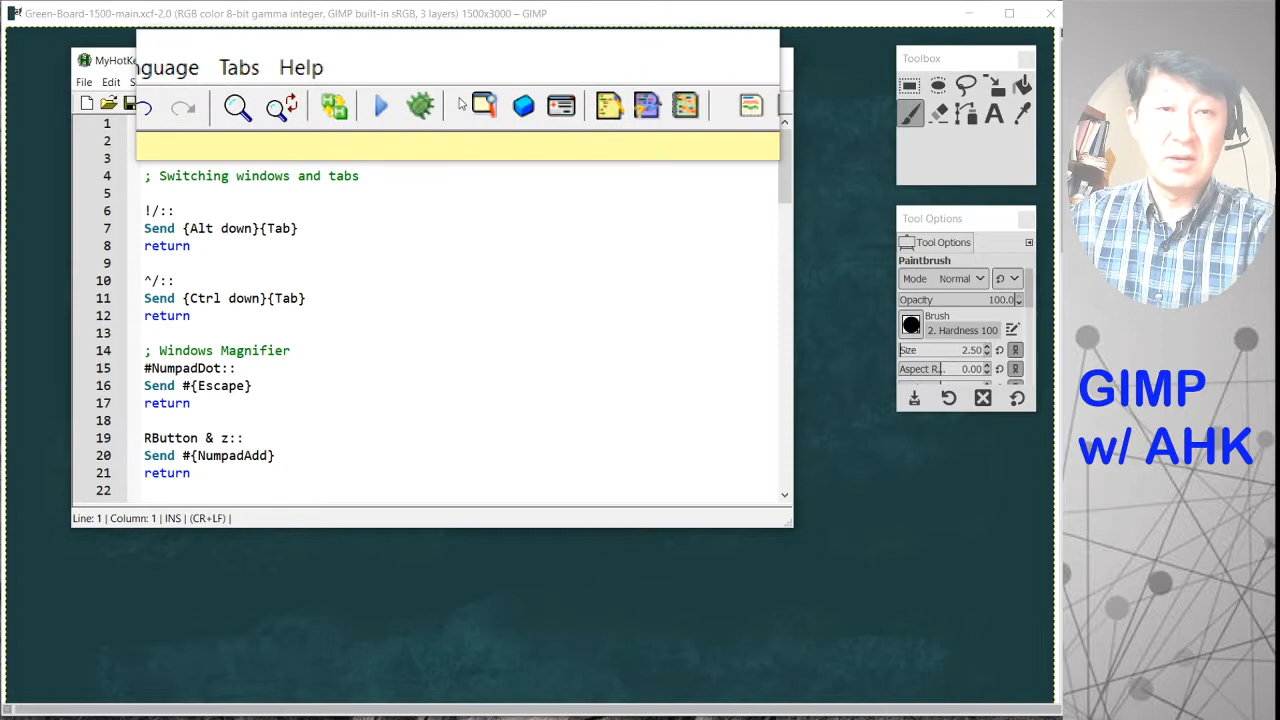 Green-Board-1500-main.xcf-2.0 (RGB color 8-bit gamma integer, GIMP built-in sRGB, 3 layers) 1500x3000 – GIMP
MyHotKe
guage Tabs Help
File Edit S
1
2
3
4 ; Switching windows and tabs
5
6 !/::
7 Send {Alt down}{Tab}
8 return
9
10 ^/::
11 Send {Ctrl down}{Tab}
12 return
13
14 ; Windows Magnifier
15 #NumpadDot::
16 Send #{Escape}
17 return
18
19 RButton & z::
20 Send #{NumpadAdd}
21 return
22
Line: 1 | Column: 1 | INS | (CR+LF) |
Toolbox
Tool Options
Tool Options
Paintbrush
Mode Normal
Opacity 100.0
Brush
2. Hardness 100
Size 2.50
Aspect R... 0.00
GIMP
w/ AHK